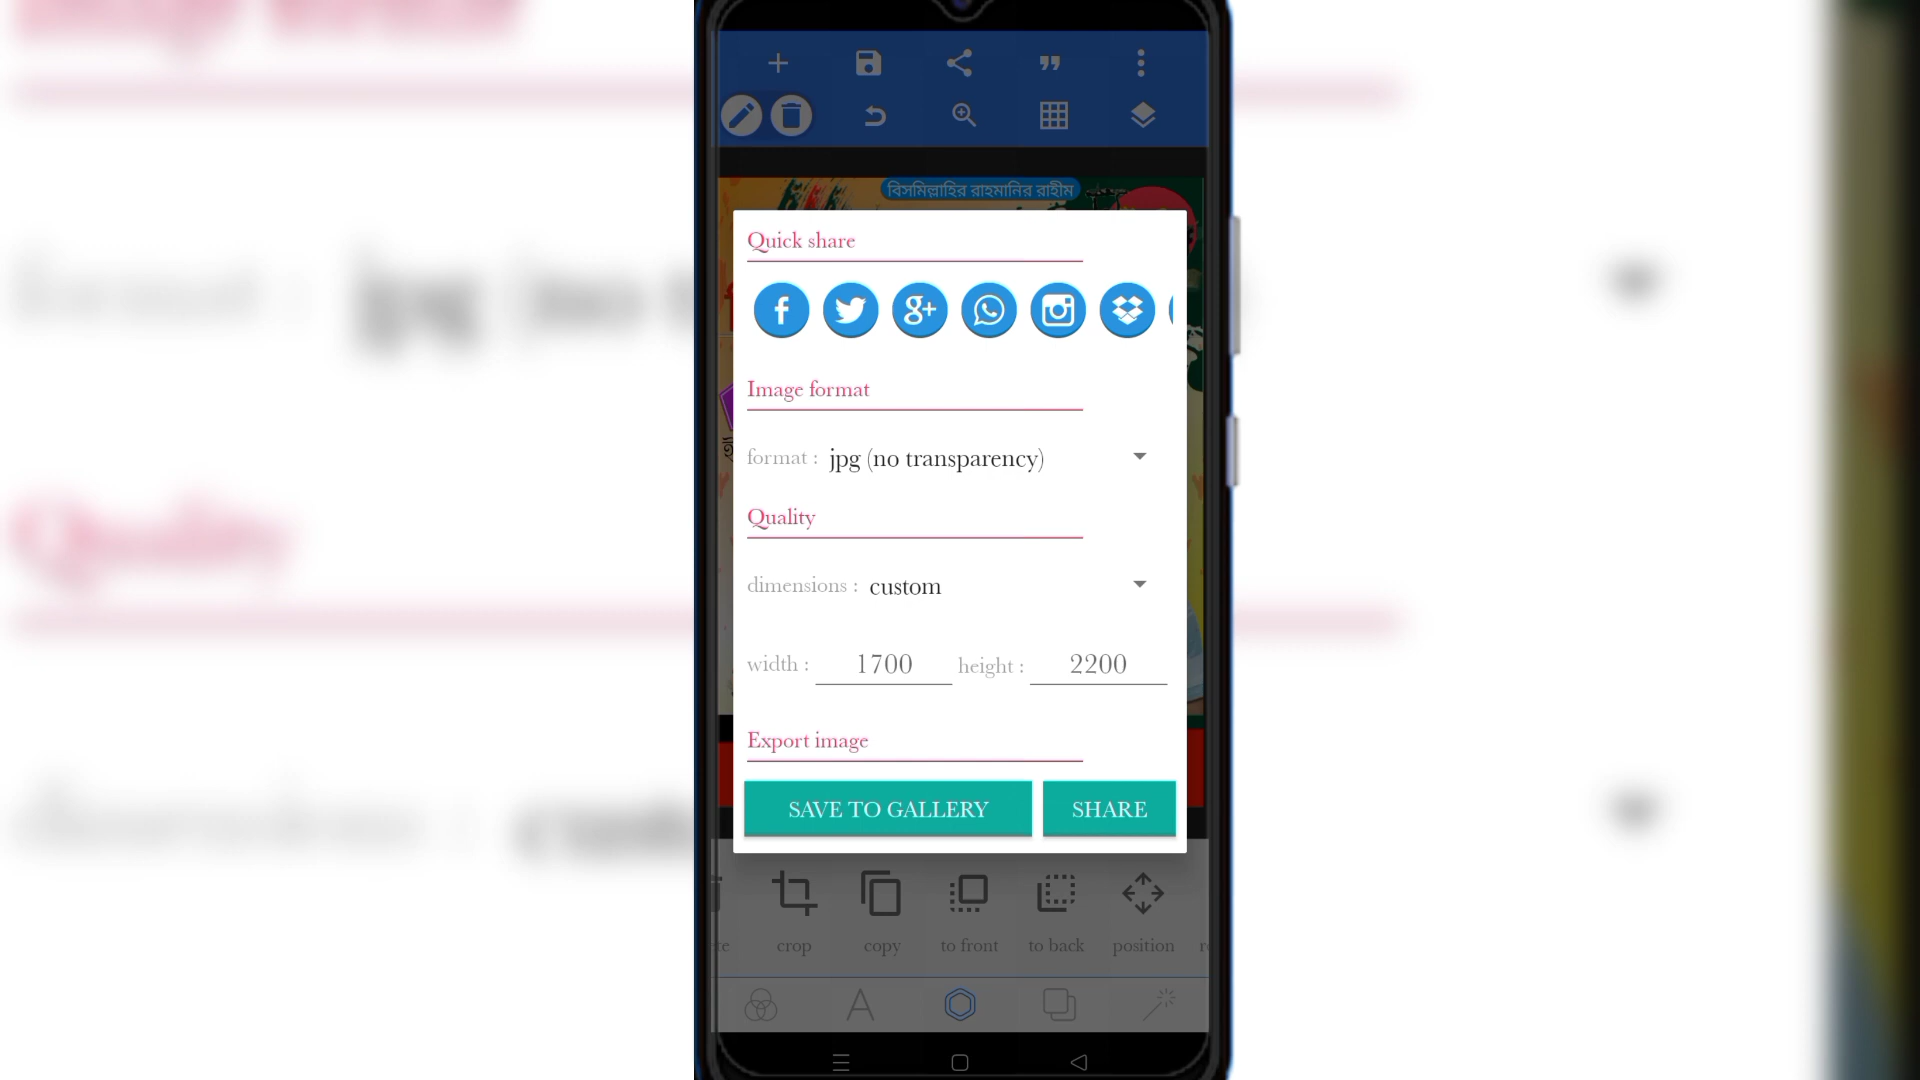 বিসমিল্লাহির রাহমানির রাহীম
Quick share
Image format
format : jpg (no transparency)
Quality
dimensions : custom
width : 1700 height : 2200
Export image
SAVE TO GALLERY SHARE
crop copy to front to back position